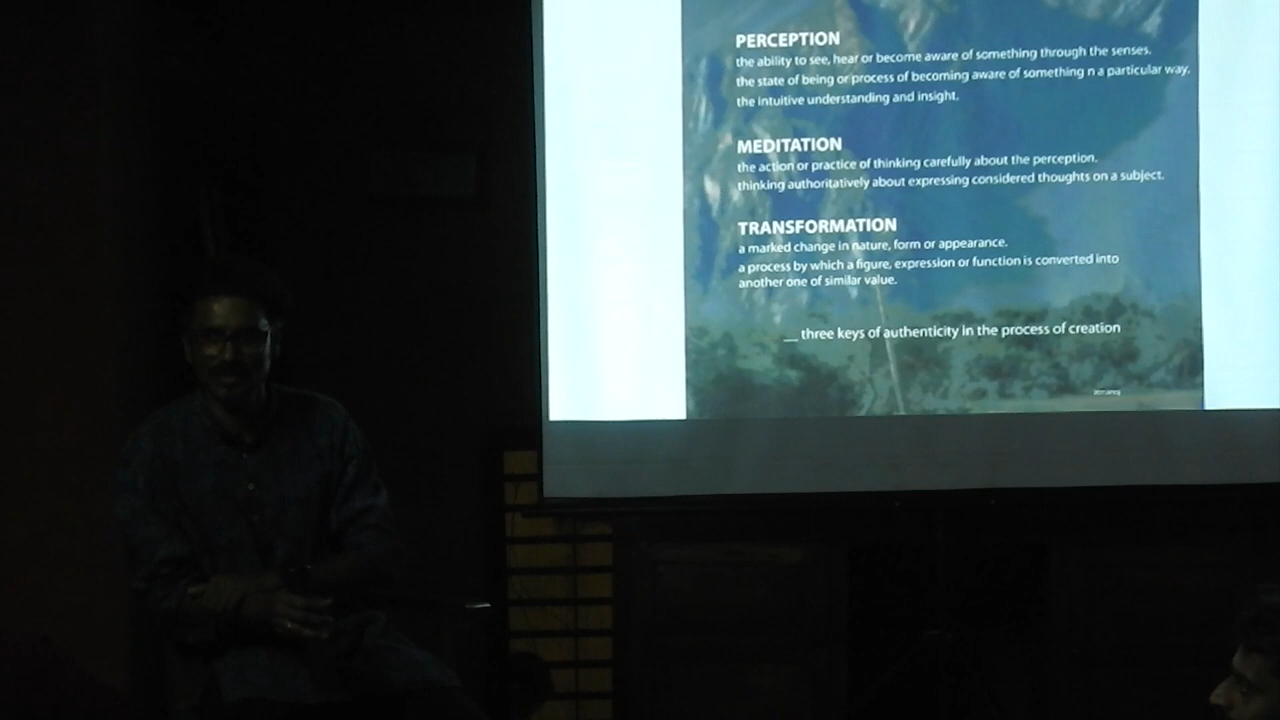 PERCEPTION
the ability to see, hear or become aware of something through the senses.
the state of being or process of becoming aware of something n a particular way.
the intuitive understanding and insight.
MEDITATION
the action or practice of thinking carefully about the perception.
thinking authoritatively about expressing considered thoughts on a subject.
TRANSFORMATION
a marked change in nature, form or appearance.
a process by which a figure, expression or function is converted into
another one of similar value.
__ three keys of authenticity in the process of creation